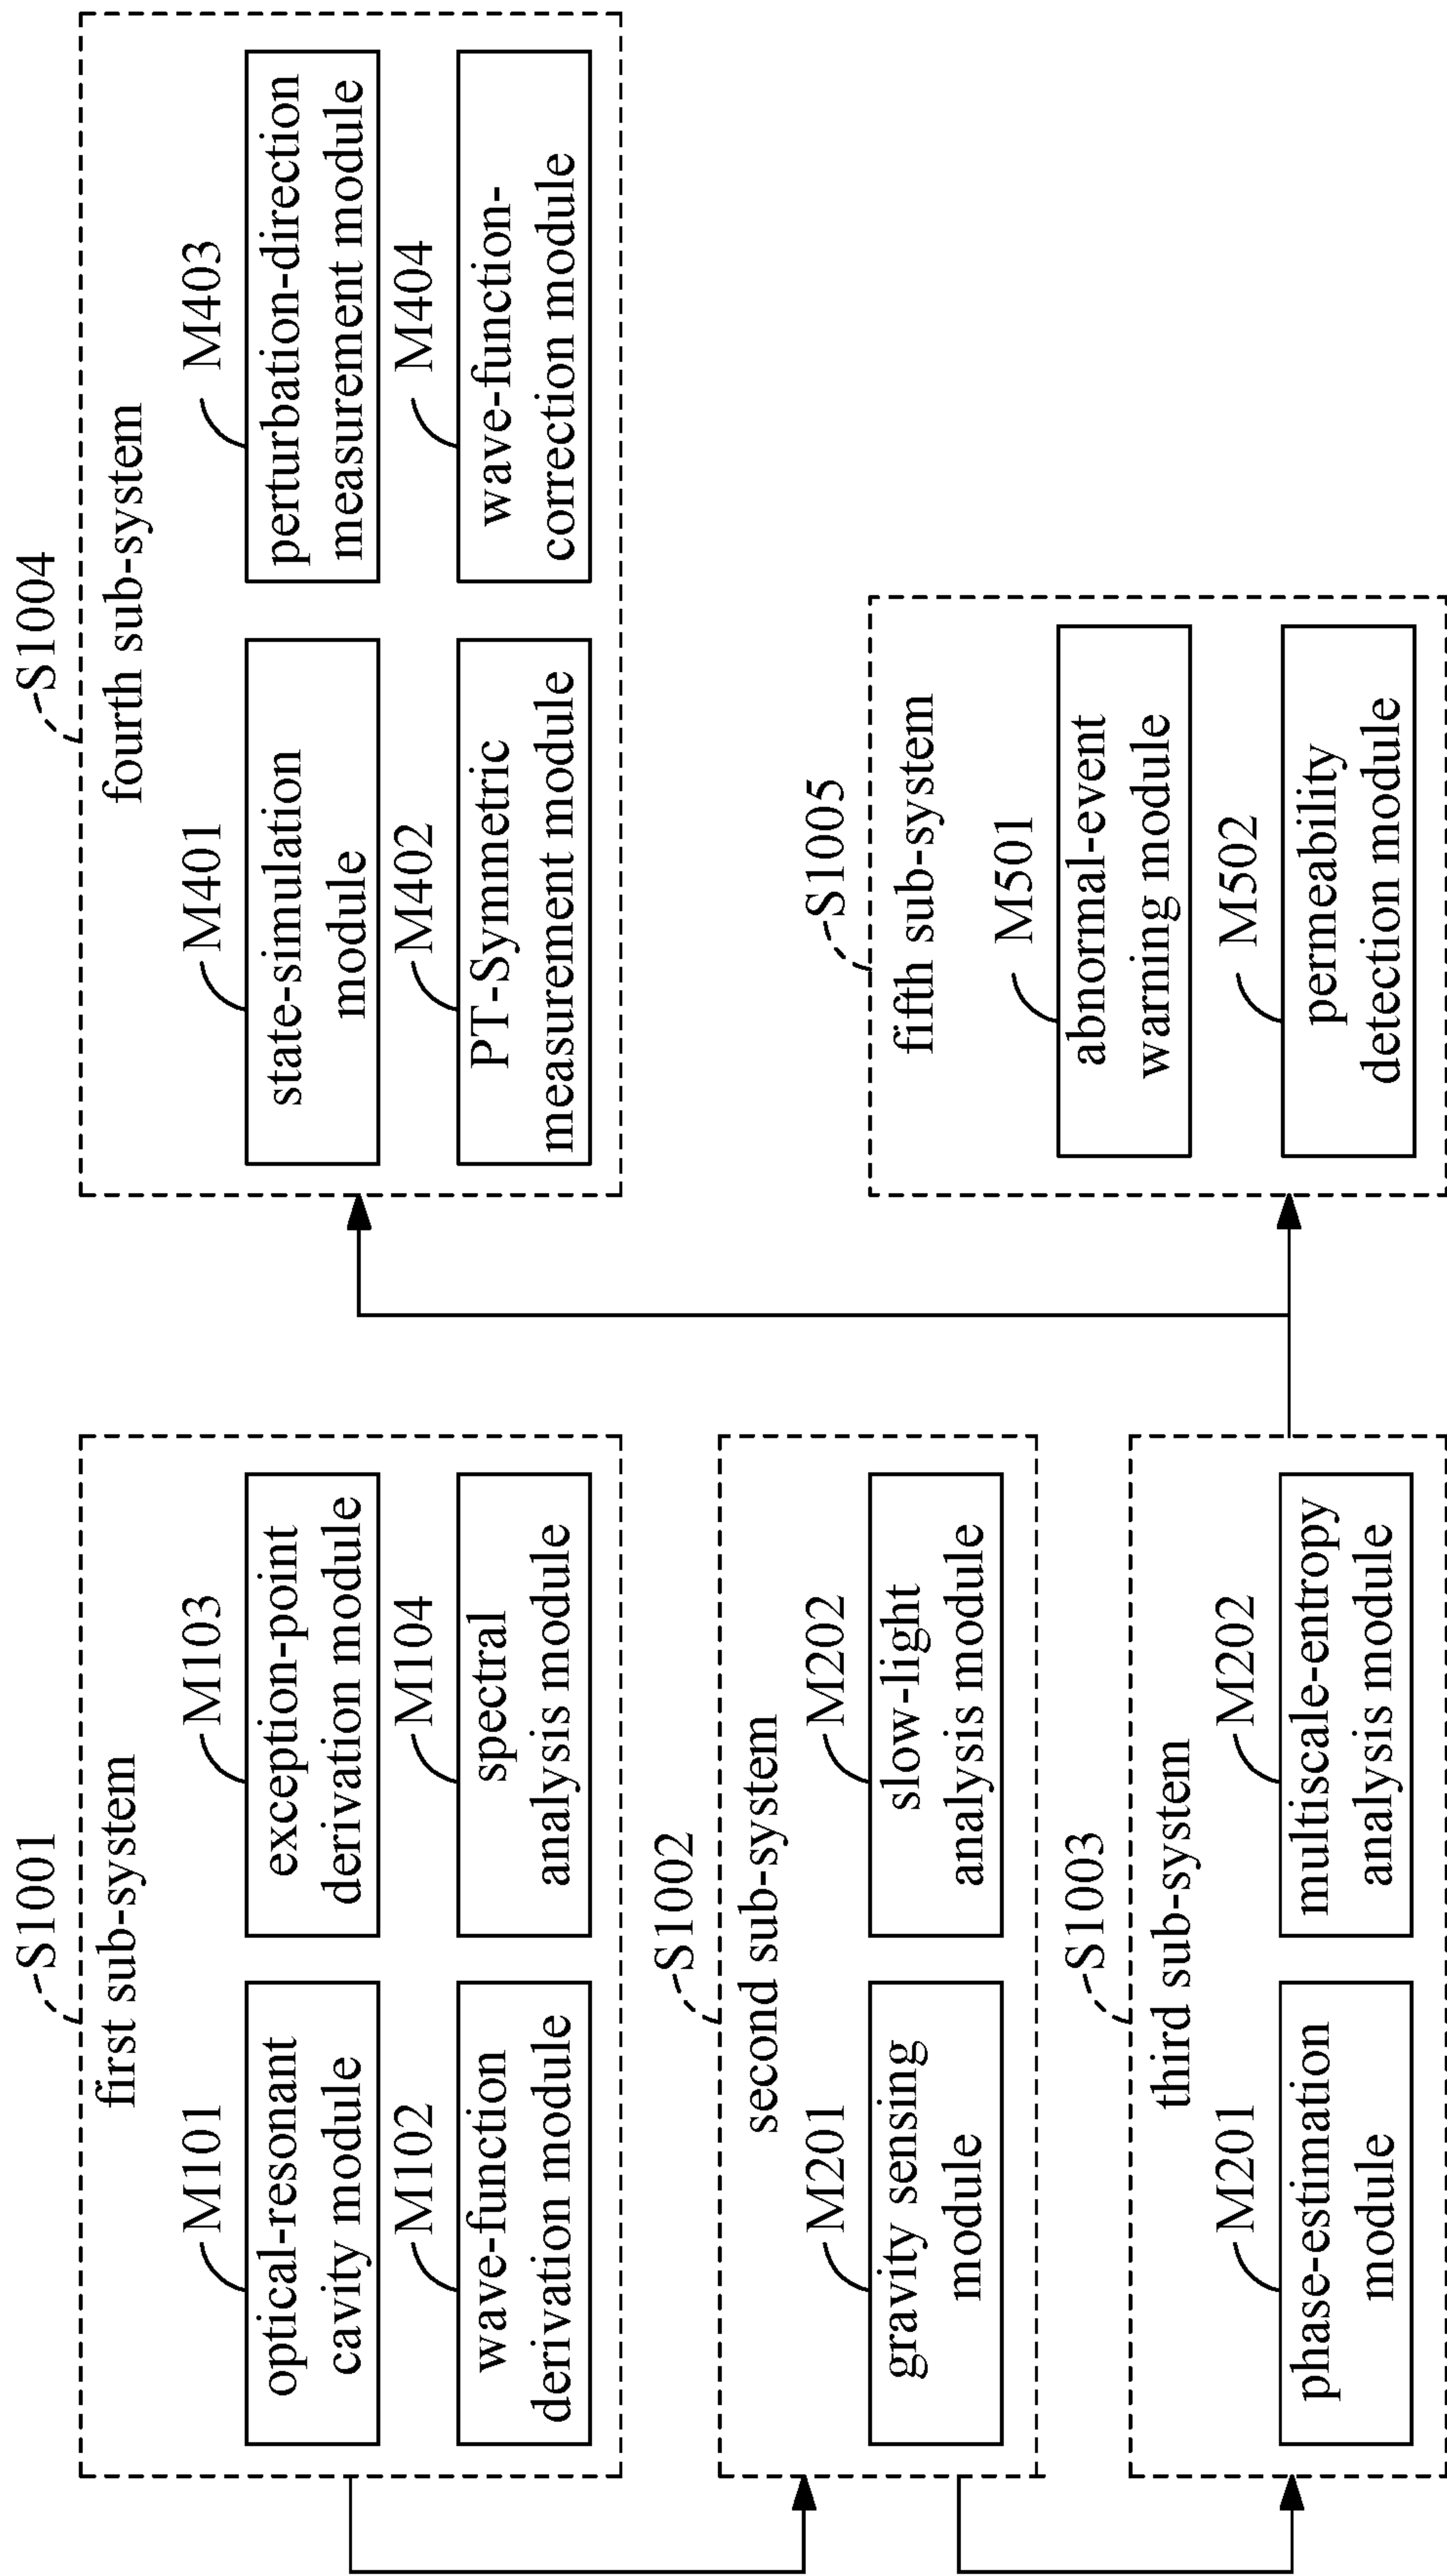 S1001
first sub-system
M101
optical-resonant
cavity module
M103
exception-point
derivation module
M102
wave-function
derivation module
M104
spectral
analysis module
S1002
second sub-system
M201
gravity sensing
module
M202
slow-light
analysis module
S1003
third sub-system
M201
phase-estimation
module
M202
multiscale-entropy
analysis module
S1004
fourth sub-system
M401
state-simulation
module
M403
perturbation-direction
measurement module
M402
PT-Symetric
measurement module
M404
wave-function-
correction module
S1005
fifth sub-system
M501
abnormal-event
warning module
M502
permeability
detection module